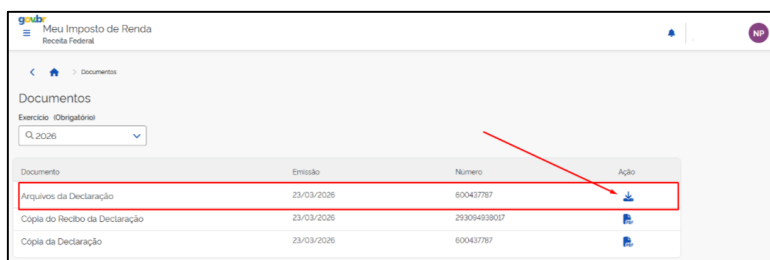 govbr
Meu Imposto de Renda
Receita Federal
NP
Documentos
Documentos
Exercício (Obrigatório)
2026
Documento Emissão Número Ação
Arquivos da Declaração 23/03/2026 600437787
Cópia do Recibo da Declaração 23/03/2026 293094938017
Cópia da Declaração 23/03/2026 600437787